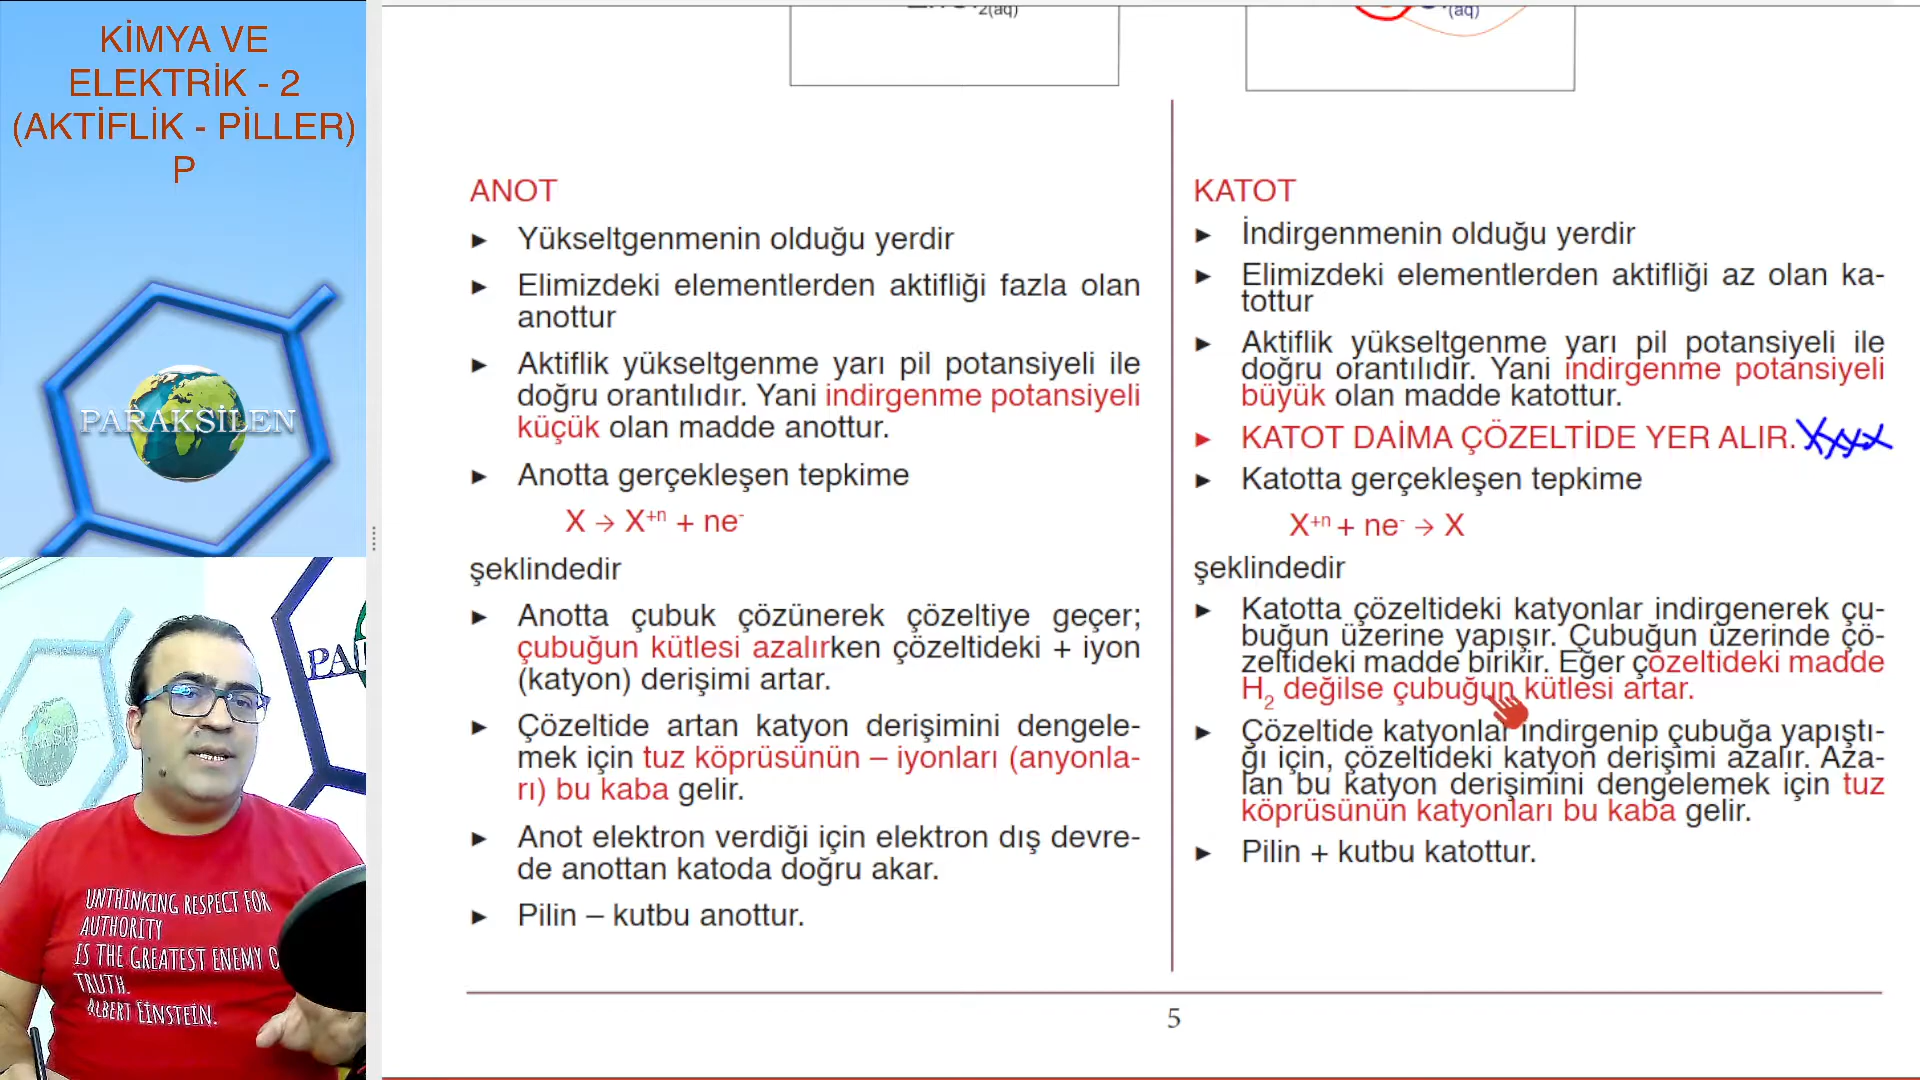 KİMYA VE
ELEKTRİK - 2
(AKTİFLİK - PİLLER)
P
PARAKSİLEN
UNTHINKING RESPECT FOR
AUTHORITY
IS THE GREATEST ENEMY O
TRUTH.
ALBERT EINSTEIN.
2(aq)
(aq)
ANOT
► Yükseltgenmenin olduğu yerdir
► Elimizdeki elementlerden aktifliği fazla olan
anottur
► Aktiflik yükseltgenme yarı pil potansiyeli ile
doğru orantılıdır. Yani indirgenme potansiyeli
küçük olan madde anottur.
► Anotta gerçekleşen tepkime
X → X⁺ⁿ + ne⁻
şeklindedir
► Anotta çubuk çözünerek çözeltiye geçer;
çubuğun kütlesi azalırken çözeltideki + iyon
(katyon) derişimi artar.
► Çözeltide artan katyon derişimini dengele-
mek için tuz köprüsünün – iyonları (anyonla-
rı) bu kaba gelir.
► Anot elektron verdiği için elektron dış devre-
de anottan katoda doğru akar.
► Pilin – kutbu anottur.
KATOT
► İndirgenmenin olduğu yerdir
► Elimizdeki elementlerden aktifliği az olan ka-
tottur
► Aktiflik yükseltgenme yarı pil potansiyeli ile
doğru orantılıdır. Yani indirgenme potansiyeli
büyük olan madde katottur.
► KATOT DAİMA ÇÖZELTİDE YER ALIR.
► Katotta gerçekleşen tepkime
X⁺ⁿ + ne⁻ → X
şeklindedir
► Katotta çözeltideki katyonlar indirgenerek çu-
buğun üzerine yapışır. Çubuğun üzerinde çö-
zeltideki madde birikir. Eğer çözeltideki madde
H₂ değilse çubuğun kütlesi artar.
► Çözeltide katyonlar indirgenip çubuğa yapıştı-
ğı için, çözeltideki katyon derişimi azalır. Aza-
lan bu katyon derişimini dengelemek için tuz
köprüsünün katyonları bu kaba gelir.
► Pilin + kutbu katottur.
5